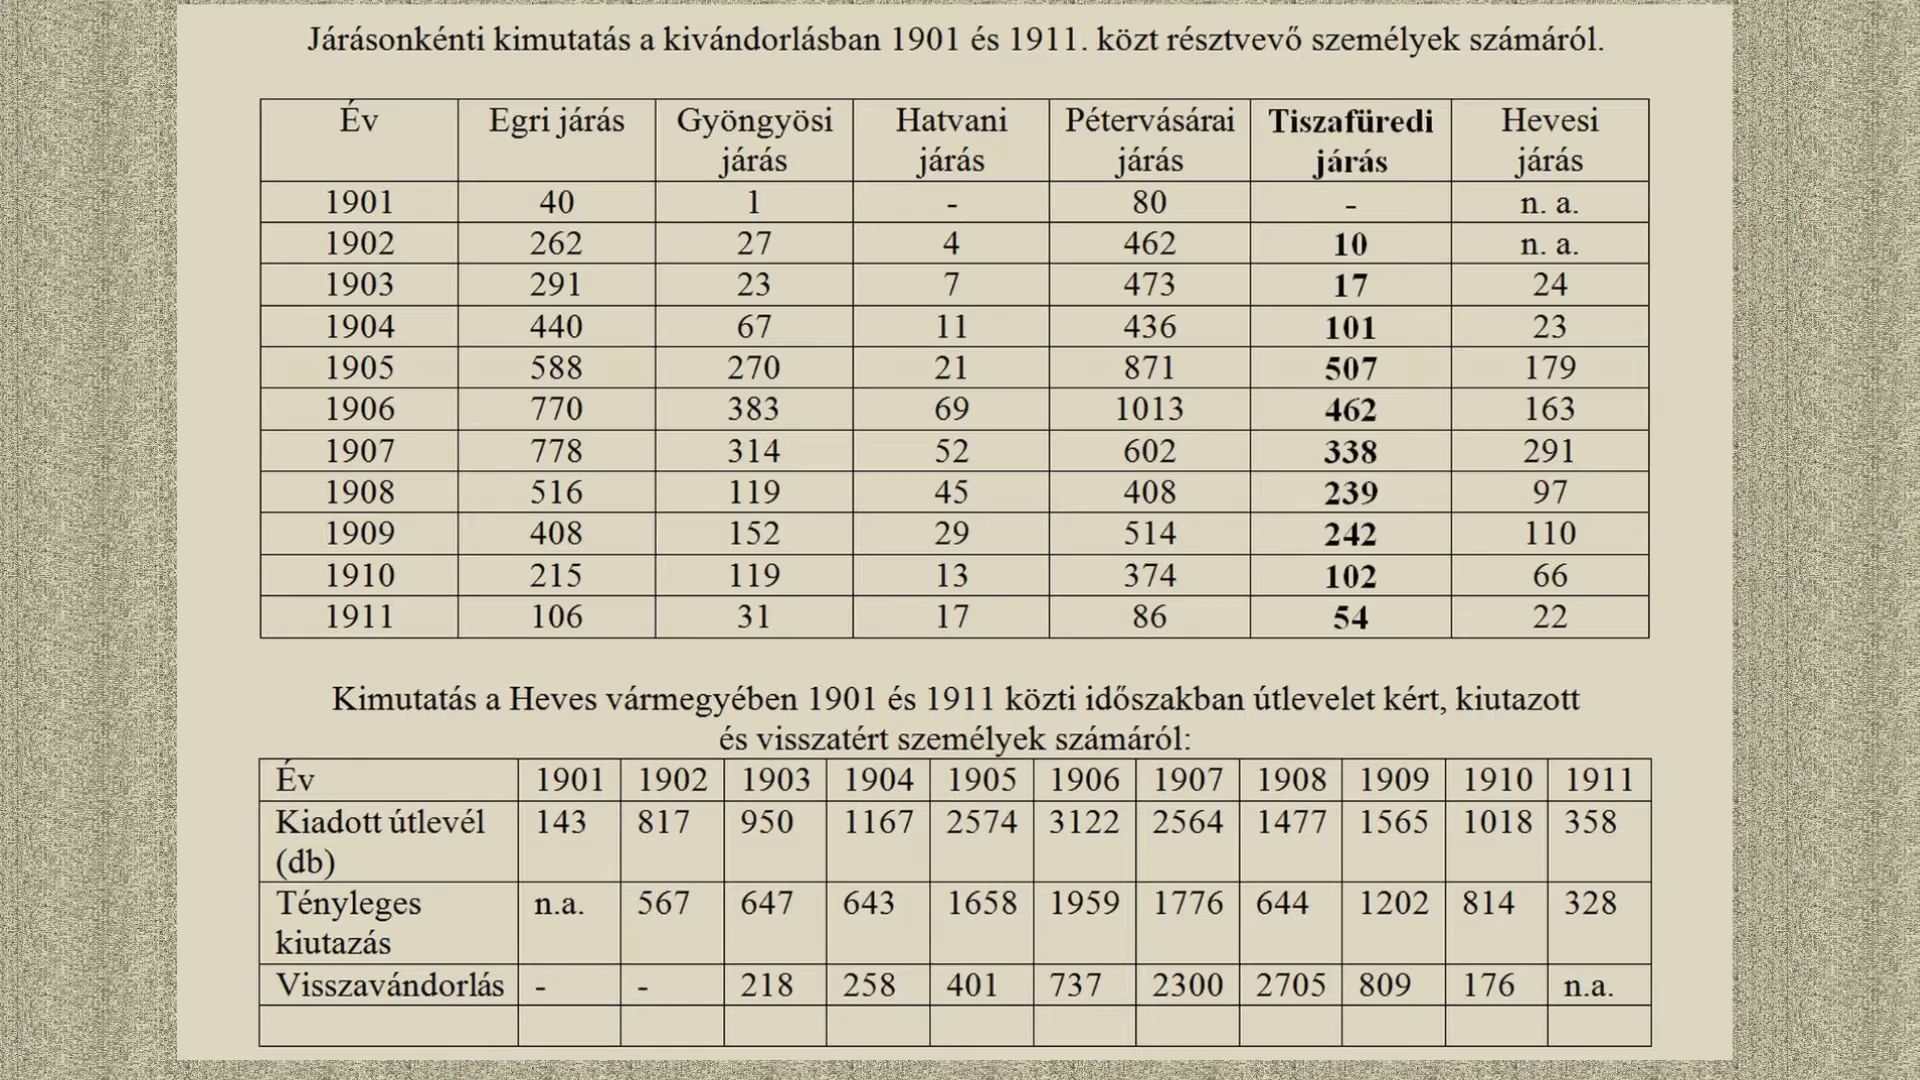 Járásonkénti kimutatás a kivándorlásban 1901 és 1911. közt résztvevő személyek számáról.
Év Egri járás Gyöngyösi járás Hatvani járás Pétervásárai járás Tiszafüredi járás Hevesi járás
1901 40 1 - 80 - n. a.
1902 262 27 4 462 10 n. a.
1903 291 23 7 473 17 24
1904 440 67 11 436 101 23
1905 588 270 21 871 507 179
1906 770 383 69 1013 462 163
1907 778 314 52 602 338 291
1908 516 119 45 408 239 97
1909 408 152 29 514 242 110
1910 215 119 13 374 102 66
1911 106 31 17 86 54 22
Kimutatás a Heves vármegyében 1901 és 1911 közti időszakban útlevelet kért, kiutazott
és visszatért személyek számáról:
Év 1901 1902 1903 1904 1905 1906 1907 1908 1909 1910 1911
Kiadott útlevél (db) 143 817 950 1167 2574 3122 2564 1477 1565 1018 358
Tényleges kiutazás n.a. 567 647 643 1658 1959 1776 644 1202 814 328
Visszavándorlás - - 218 258 401 737 2300 2705 809 176 n.a.